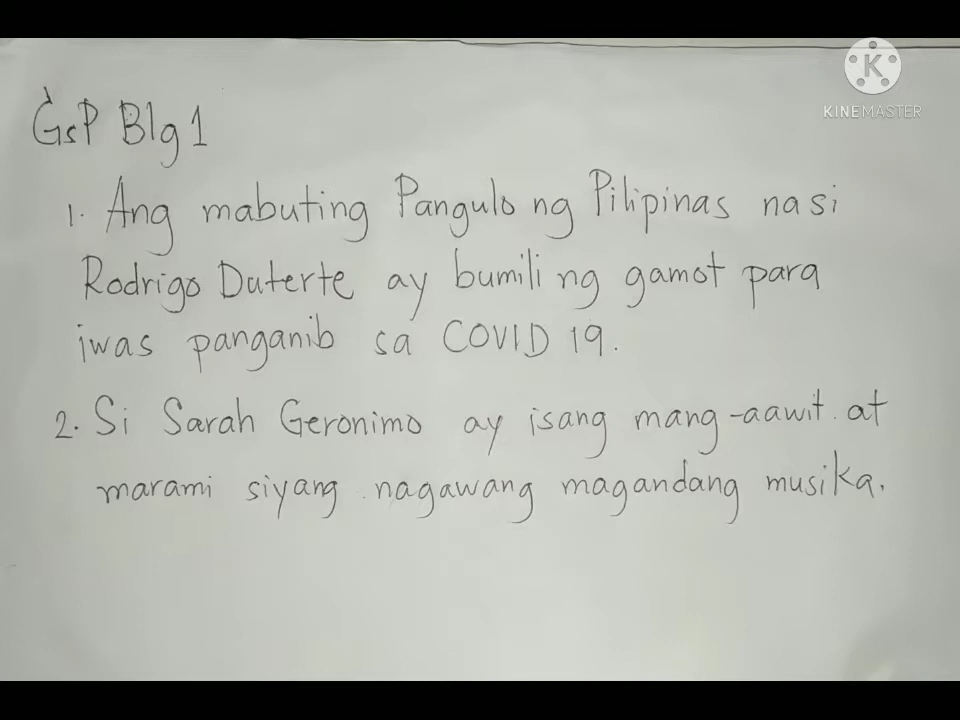 KINEMASTER
GsP Blg 1
1. Ang mabuting Pangulo ng Pilipinas na si
Rodrigo Duterte ay bumili ng gamot para
iwas panganib sa COVID 19.
2. Si Sarah Geronimo ay isang mang-aawit at
marami siyang nagawang magandang musika.